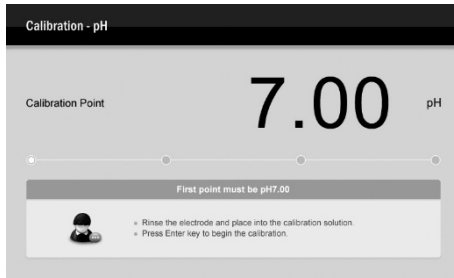 Calibration - pH
Calibration Point 7.00 pH
First point must be pH7.00
Rinse the electrode and place into the calibration solution.
Press Enter key to begin the calibration.